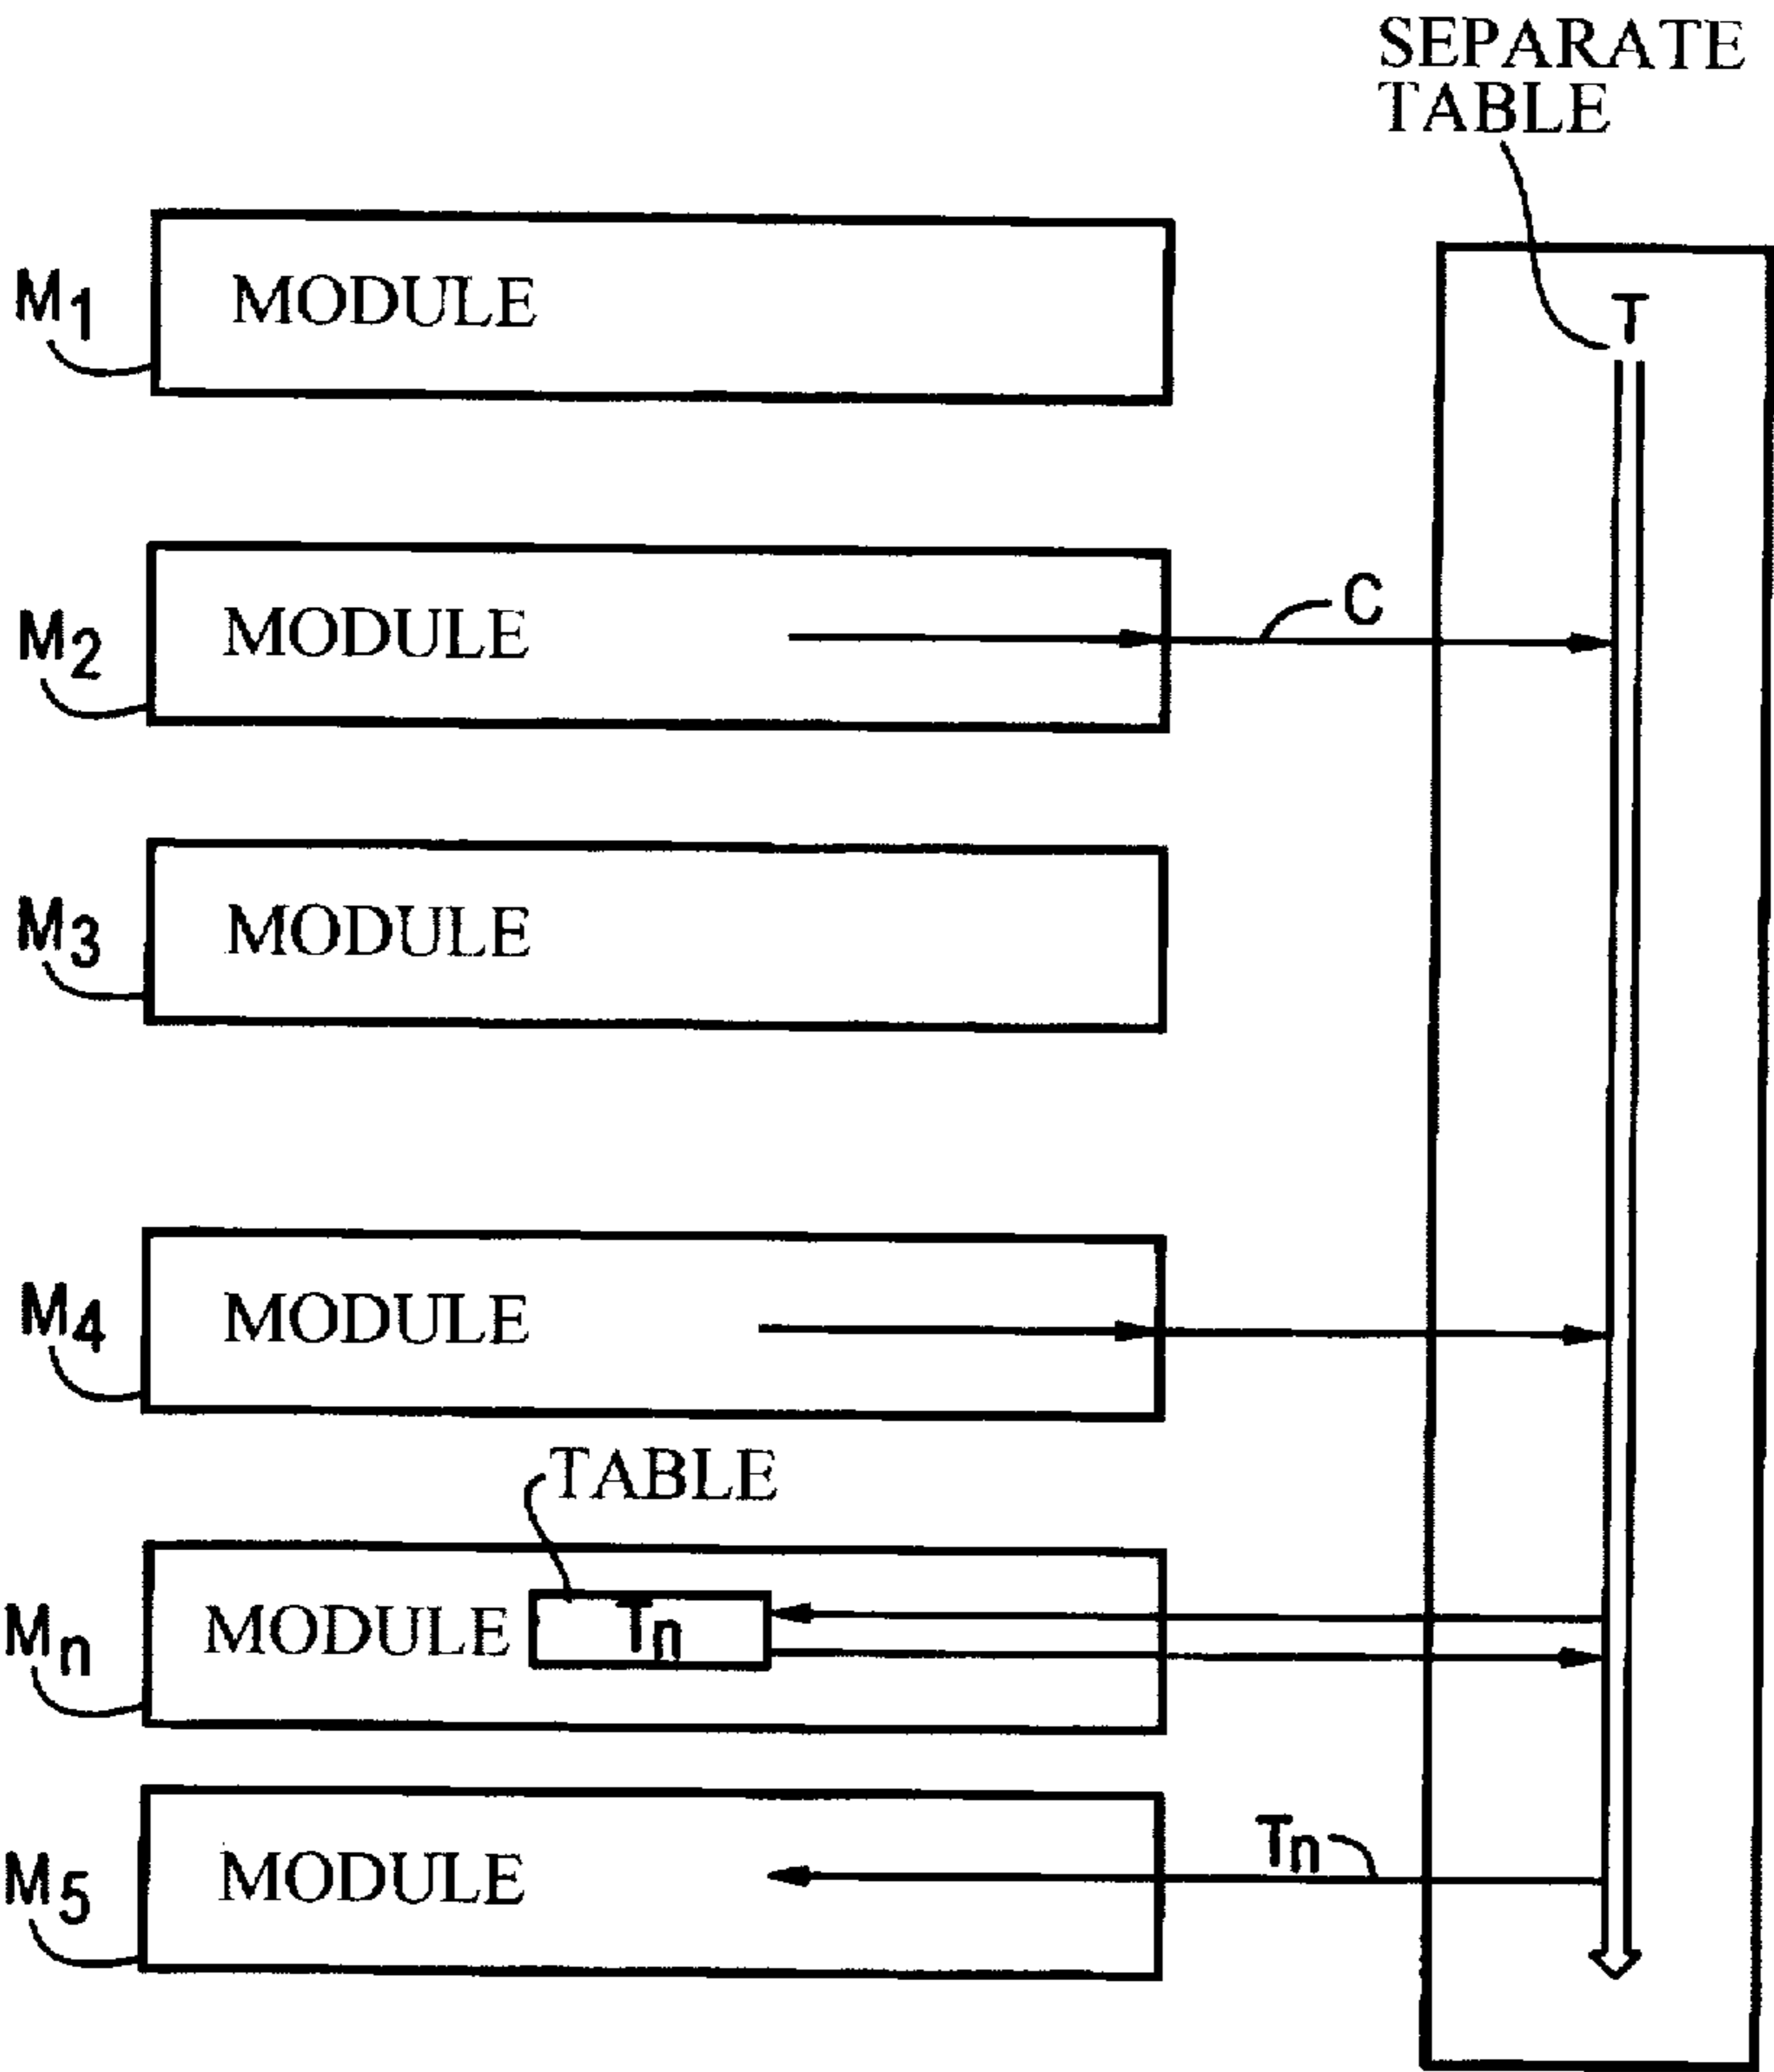 SEPARATE
TABLE
T
M1
MODULE
M2
MODULE
C
M3
MODULE
M4
MODULE
TABLE
Mn
MODULE
Tn
M5
MODULE
Tn